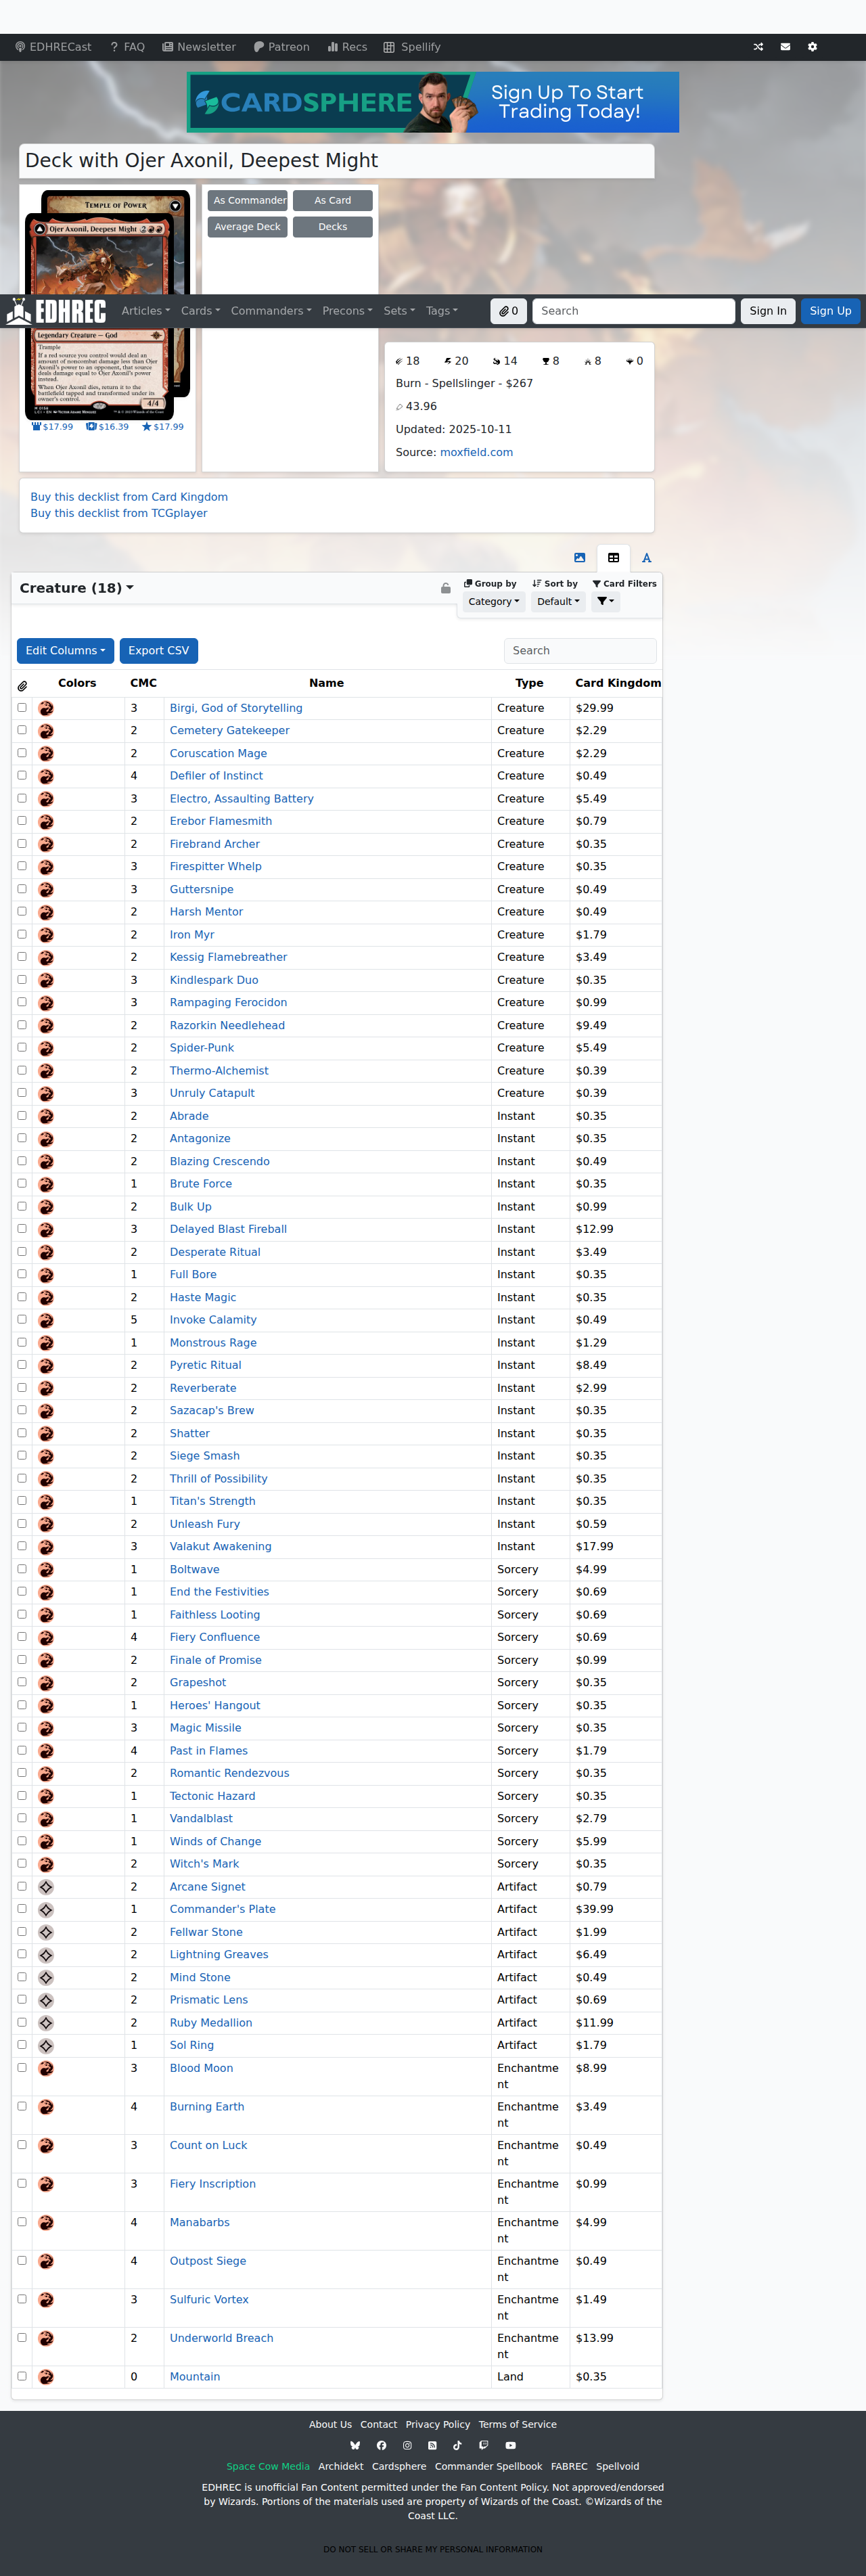 EDHRECast FAQ Newsletter Patreon Recs Spellify
CARDSPHERE Sign Up To Start Trading Today!
Deck with Ojer Axonil, Deepest Might
Temple of Power
Ojer Axonil, Deepest Might
As Commander As Card
Average Deck Decks
EDHREC Articles Cards Commanders Precons Sets Tags 0 Search Sign In Sign Up
Legendary Creature — God
Trample
If a red source you control would deal an amount of noncombat damage less than Ojer Axonil's power to an opponent, that source deals damage equal to Ojer Axonil's power instead.
When Ojer Axonil dies, return it to the battlefield tapped and transformed under its owner's control.
4/4
$17.99 $16.39 $17.99
18 20 14 8 8 0
Burn - Spellslinger - $267
43.96
Updated: 2025-10-11
Source: moxfield.com
Buy this decklist from Card Kingdom
Buy this decklist from TCGplayer
Creature (18)
Group by Sort by Card Filters
Category Default
Edit Columns Export CSV Search
Colors CMC Name Type Card Kingdom
3 Birgi, God of Storytelling Creature $29.99
2 Cemetery Gatekeeper Creature $2.29
2 Coruscation Mage Creature $2.29
4 Defiler of Instinct Creature $0.49
3 Electro, Assaulting Battery Creature $5.49
2 Erebor Flamesmith Creature $0.79
2 Firebrand Archer Creature $0.35
3 Firespitter Whelp Creature $0.35
3 Guttersnipe Creature $0.49
2 Harsh Mentor Creature $0.49
2 Iron Myr Creature $1.79
2 Kessig Flamebreather Creature $3.49
3 Kindlespark Duo Creature $0.35
3 Rampaging Ferocidon Creature $0.99
2 Razorkin Needlehead Creature $9.49
2 Spider-Punk Creature $5.49
2 Thermo-Alchemist Creature $0.39
3 Unruly Catapult Creature $0.39
2 Abrade Instant $0.35
2 Antagonize Instant $0.35
2 Blazing Crescendo Instant $0.49
1 Brute Force Instant $0.35
2 Bulk Up Instant $0.99
3 Delayed Blast Fireball Instant $12.99
2 Desperate Ritual Instant $3.49
1 Full Bore Instant $0.35
2 Haste Magic Instant $0.35
5 Invoke Calamity Instant $0.49
1 Monstrous Rage Instant $1.29
2 Pyretic Ritual Instant $8.49
2 Reverberate Instant $2.99
2 Sazacap's Brew Instant $0.35
2 Shatter Instant $0.35
2 Siege Smash Instant $0.35
2 Thrill of Possibility Instant $0.35
1 Titan's Strength Instant $0.35
2 Unleash Fury Instant $0.59
3 Valakut Awakening Instant $17.99
1 Boltwave Sorcery $4.99
1 End the Festivities Sorcery $0.69
1 Faithless Looting Sorcery $0.69
4 Fiery Confluence Sorcery $0.69
2 Finale of Promise Sorcery $0.99
2 Grapeshot Sorcery $0.35
1 Heroes' Hangout Sorcery $0.35
3 Magic Missile Sorcery $0.35
4 Past in Flames Sorcery $1.79
2 Romantic Rendezvous Sorcery $0.35
1 Tectonic Hazard Sorcery $0.35
1 Vandalblast Sorcery $2.79
1 Winds of Change Sorcery $5.99
2 Witch's Mark Sorcery $0.35
2 Arcane Signet Artifact $0.79
1 Commander's Plate Artifact $39.99
2 Fellwar Stone Artifact $1.99
2 Lightning Greaves Artifact $6.49
2 Mind Stone Artifact $0.49
2 Prismatic Lens Artifact $0.69
2 Ruby Medallion Artifact $11.99
1 Sol Ring Artifact $1.79
3 Blood Moon Enchantment $8.99
4 Burning Earth Enchantment $3.49
3 Count on Luck Enchantment $0.49
3 Fiery Inscription Enchantment $0.99
4 Manabarbs Enchantment $4.99
4 Outpost Siege Enchantment $0.49
3 Sulfuric Vortex Enchantment $1.49
2 Underworld Breach Enchantment $13.99
0 Mountain Land $0.35
About Us Contact Privacy Policy Terms of Service
Space Cow Media Archidekt Cardsphere Commander Spellbook FABREC Spellvoid
EDHREC is unofficial Fan Content permitted under the Fan Content Policy. Not approved/endorsed
by Wizards. Portions of the materials used are property of Wizards of the Coast. ©Wizards of the
Coast LLC.
DO NOT SELL OR SHARE MY PERSONAL INFORMATION